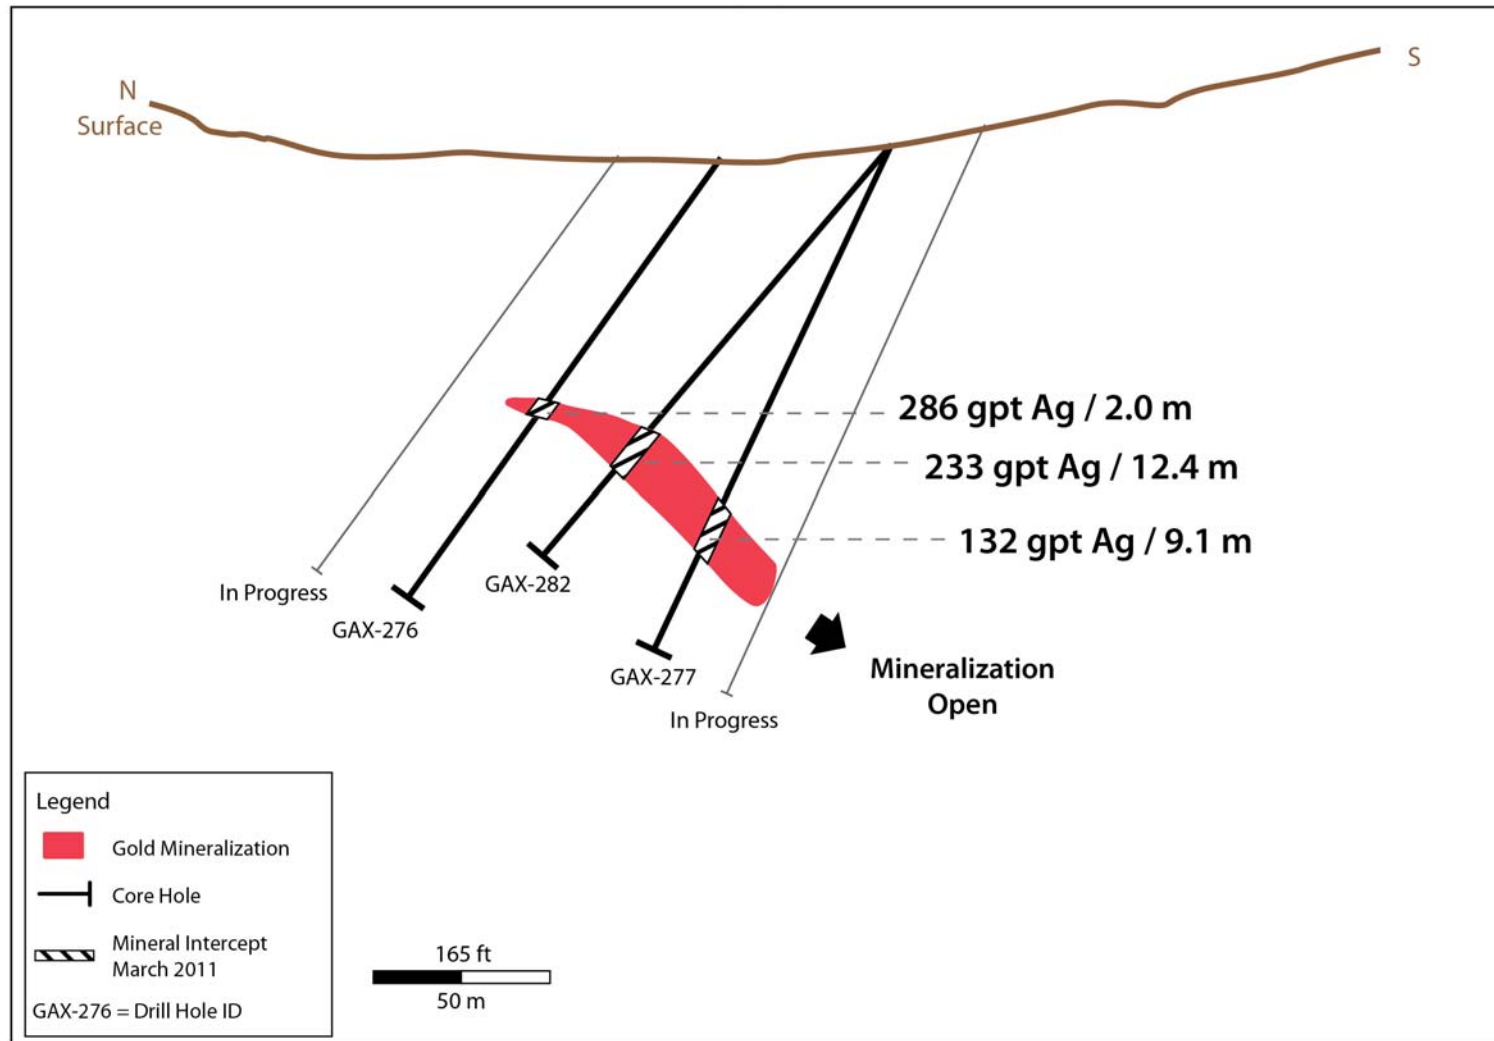 N
S
Surface
286 gpt Ag / 2.0 m
233 gpt Ag / 12.4 m
132 gpt Ag / 9.1 m
In Progress
GAX-276
GAX-282
GAX-277
In Progress
Mineralization
Open
Legend
Gold Mineralization
Core Hole
Mineral Intercept
March 2011
GAX-276 = Drill Hole ID
165 ft
50 m